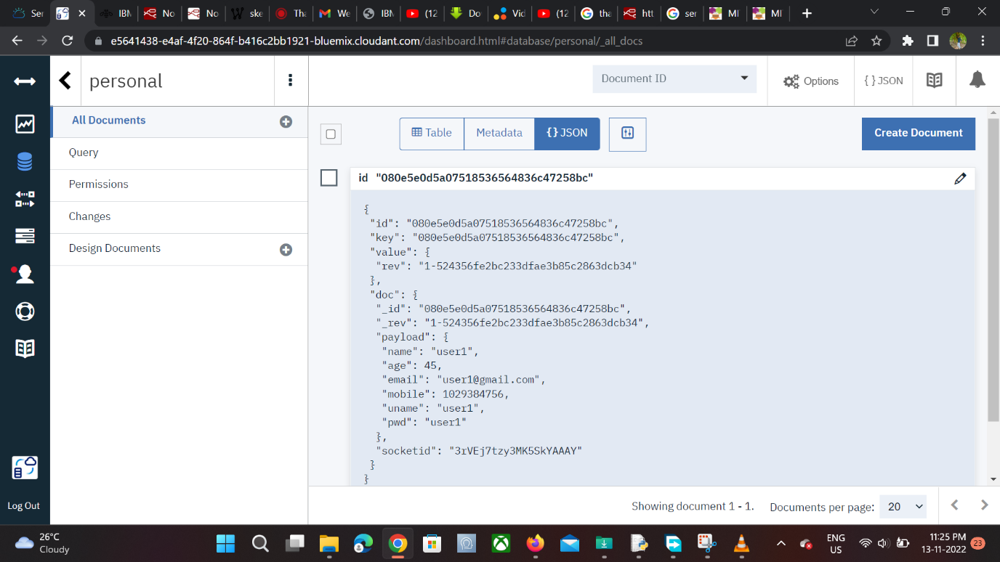 Ser
IBM
No
No
ske
Tha
We
IBM
(12
Do
Vid
(12
tha
htt
ser
MI
MI
e5641438-e4af-4f20-864f-b416c2bb1921-bluemix.cloudant.com/dashboard.html#database/personal/_all_docs
personal
Document ID
Options
{ } JSON
All Documents
Query
Permissions
Changes
Design Documents
Table
Metadata
{} JSON
Create Document
id "080e5e0d5a07518536564836c47258bc"
{
"id": "080e5e0d5a07518536564836c47258bc",
"key": "080e5e0d5a07518536564836c47258bc",
"value": {
"rev": "1-524356fe2bc233dfae3b85c2863dcb34"
},
"doc": {
"_id": "080e5e0d5a07518536564836c47258bc",
"_rev": "1-524356fe2bc233dfae3b85c2863dcb34",
"payload": {
"name": "user1",
"age": 45,
"email": "user1@gmail.com",
"mobile": 1029384756,
"uname": "user1",
"pwd": "user1"
},
"socketid": "3rVEj7tzy3MK5SkYAAAY"
}
}
Log Out
Showing document 1 - 1.
Documents per page: 20
26°C
Cloudy
ENG
US
11:25 PM
13-11-2022
23